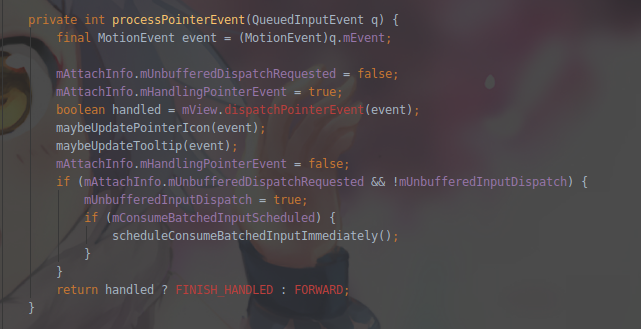 private int processPointerEvent(QueuedInputEvent q) {
    final MotionEvent event = (MotionEvent)q.mEvent;

    mAttachInfo.mUnbufferedDispatchRequested = false;
    mAttachInfo.mHandlingPointerEvent = true;
    boolean handled = mView.dispatchPointerEvent(event);
    maybeUpdatePointerIcon(event);
    maybeUpdateTooltip(event);
    mAttachInfo.mHandlingPointerEvent = false;
    if (mAttachInfo.mUnbufferedDispatchRequested && !mUnbufferedInputDispatch) {
        mUnbufferedInputDispatch = true;
        if (mConsumeBatchedInputScheduled) {
            scheduleConsumeBatchedInputImmediately();
        }
    }
    return handled ? FINISH_HANDLED : FORWARD;
}